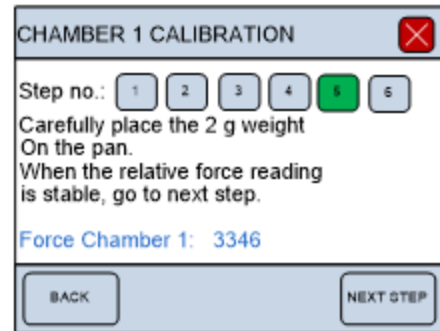 CHAMBER 1 CALIBRATION
Step no.: 1 2 3 4 5 6
Carefully place the 2 g weight
On the pan.
When the relative force reading
is stable, go to next step.
Force Chamber 1: 3346
BACK NEXT STEP